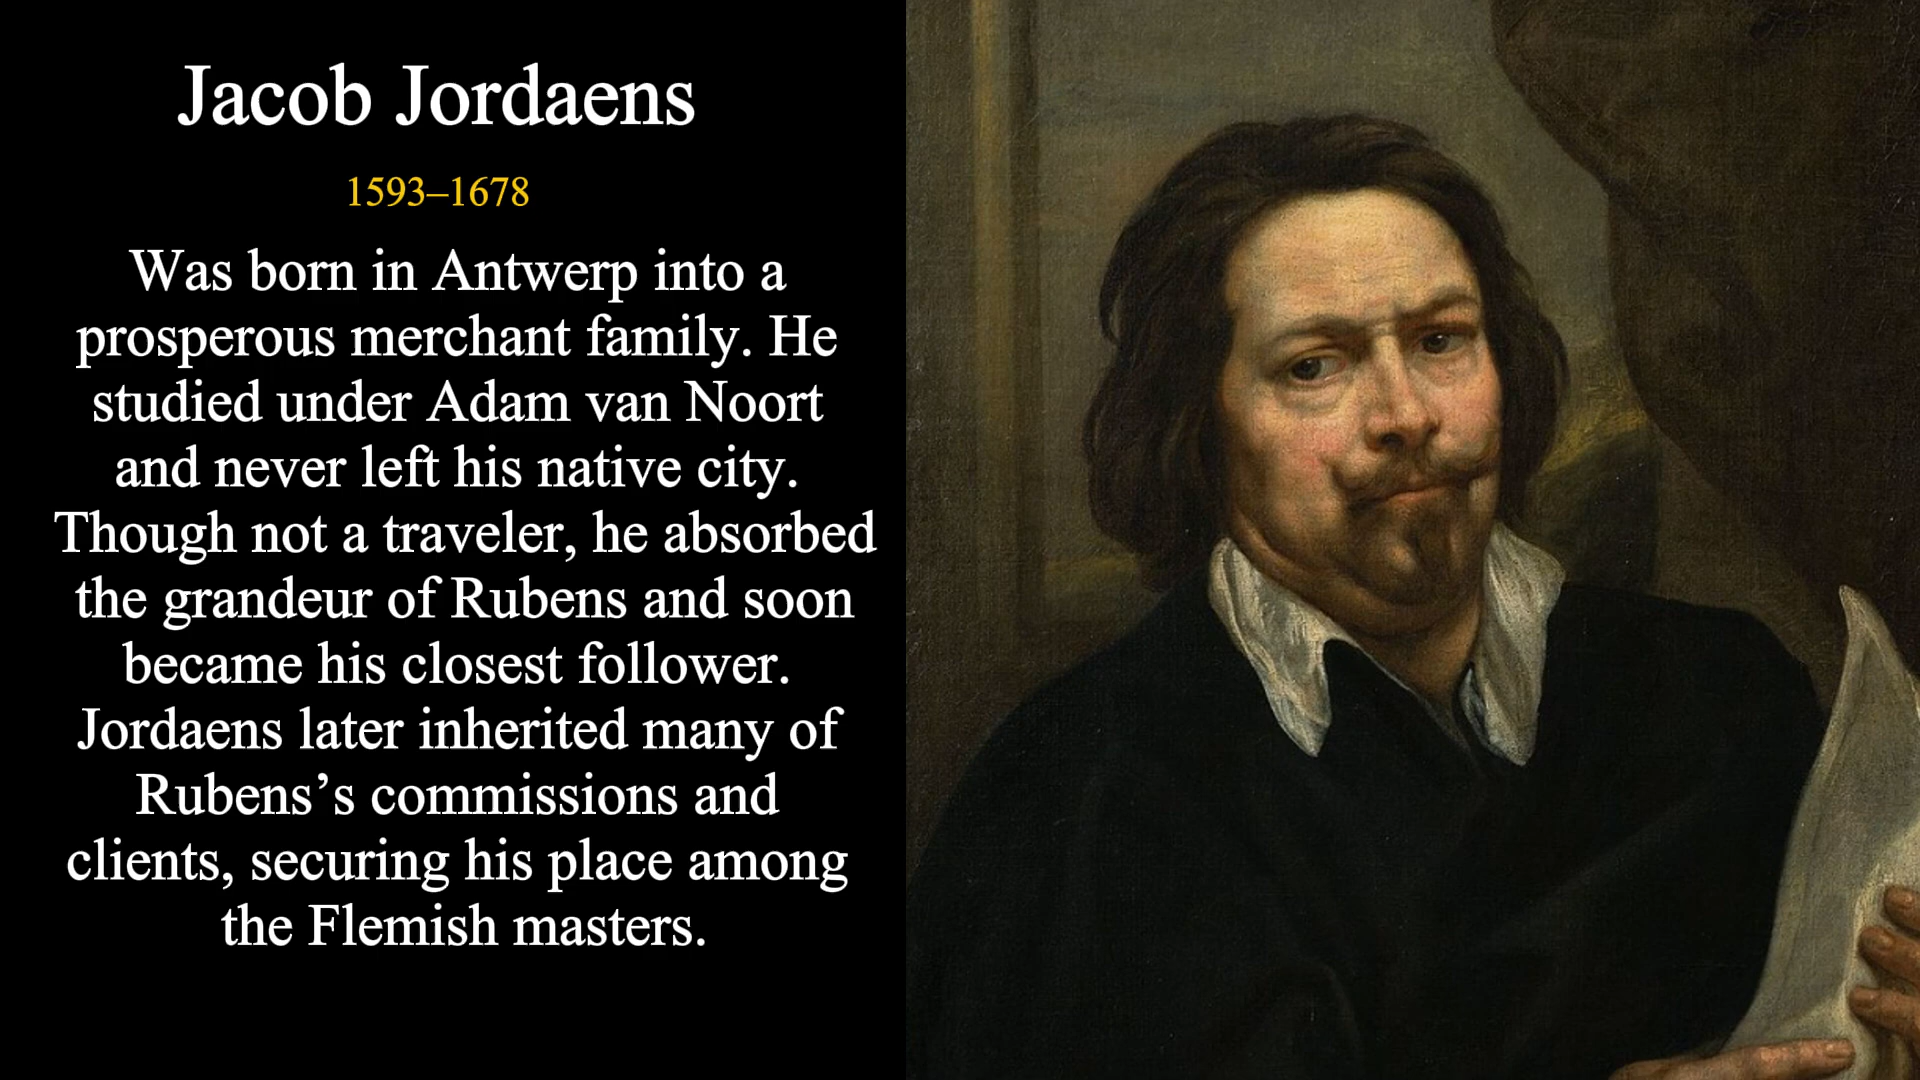 Jacob Jordaens
1593–1678
Was born in Antwerp into a
prosperous merchant family. He
studied under Adam van Noort
and never left his native city.
Though not a traveler, he absorbed
the grandeur of Rubens and soon
became his closest follower.
Jordaens later inherited many of
Rubens’s commissions and
clients, securing his place among
the Flemish masters.